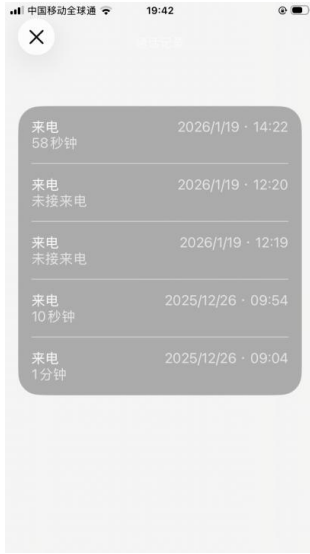 中国移动全球通 19:42
来电 2026/1/19 · 14:22
58秒钟
来电 2026/1/19 · 12:20
未接来电
来电 2026/1/19 · 12:19
未接来电
来电 2025/12/26 · 09:54
10秒钟
来电 2025/12/26 · 09:04
1分钟